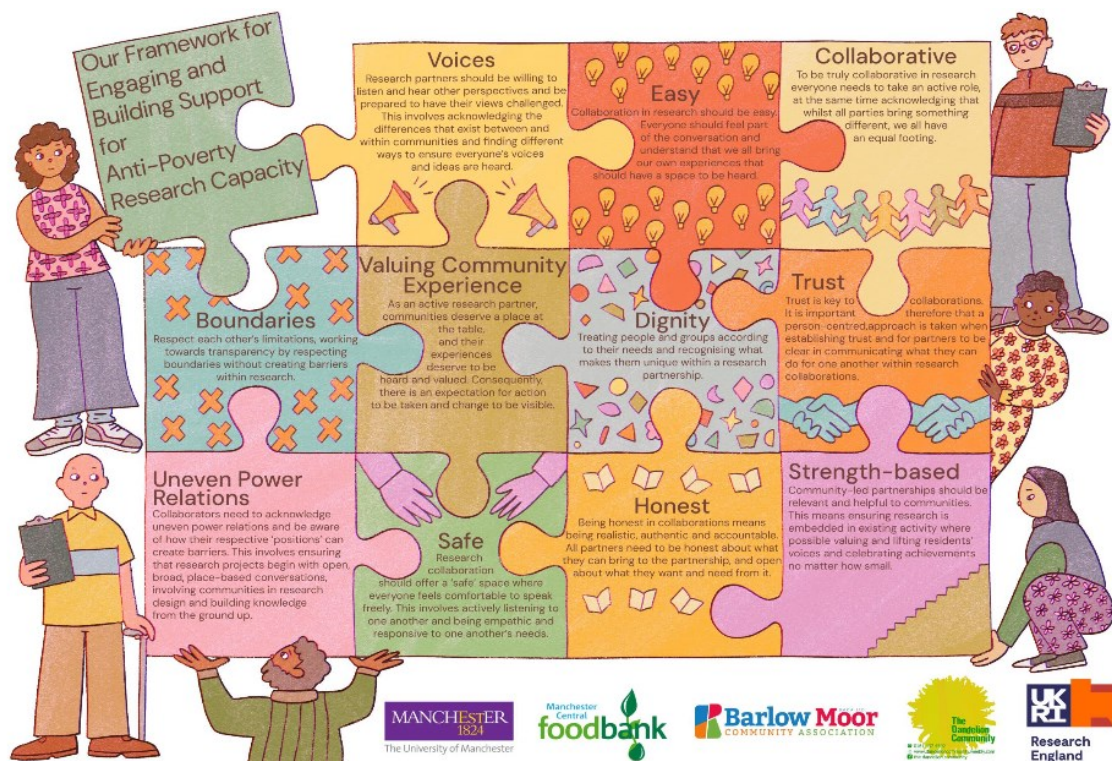 Our Framework for
Engaging and
Building Support
for
Anti-Poverty
Research Capacity
Voices
Research partners should be willing to
listen and hear other perspectives and be
prepared to have their views challenged.
This involves acknowledging the
differences that exist between and
within communities and finding different
ways to ensure everyone's voices
and ideas are heard.
Easy
Collaboration in research should be easy.
Everyone should feel part
of the conversation and
understand that we all bring
our own experiences that
should have a space to be heard.
Collaborative
To be truly collaborative in research
everyone needs to take an active role,
at the same time acknowledging that
whilst all parties bring something
different, we all have
an equal footing.
Boundaries
Respect each other's limitations, working
towards transparency by respecting
boundaries without creating barriers
within research.
Valuing Community
Experience
As an active research partner,
communities deserve a place at
the table,
and their
experiences
deserve to be
heard and valued. Consequently,
there is an expectation for action
to be taken and change to be visible.
Dignity
Treating people and groups according
to their needs and recognising what
makes them unique within a research
partnership.
Trust
Trust is key to collaborations.
It is important therefore that a
person-centred,approach is taken when
establishing trust and for partners to be
clear in communicating what they can
do for one another within research
collaborations.
Uneven Power
Relations
Collaborators need to acknowledge
uneven power relations and be aware
of how their respective 'positions' can
create barriers. This involves ensuring
that research projects begin with open,
broad, place-based conversations,
involving communities in research
design and building knowledge
from the ground up.
Safe
Research
collaboration
should offer a 'safe' space where
everyone feels comfortable to speak
freely. This involves actively listening to
one another and being empathic and
responsive to one another's needs.
Honest
Being honest in collaborations means
being realistic, authentic and accountable.
All partners need to be honest about what
they can bring to the partnership, and open
about what they want and need from it.
Strength-based
Community-led partnerships should be
relevant and helpful to communities.
This means ensuring research is
embedded in existing activity where
possible valuing and lifting residents'
voices and celebrating achievements
no matter how small.
MANCHESTER
1824
The University of Manchester
Manchester
Central
foodbank
Barlow Moor
COMMUNITY ASSOCIATION
The
Dandelion
Community
UK
RI
Research
England